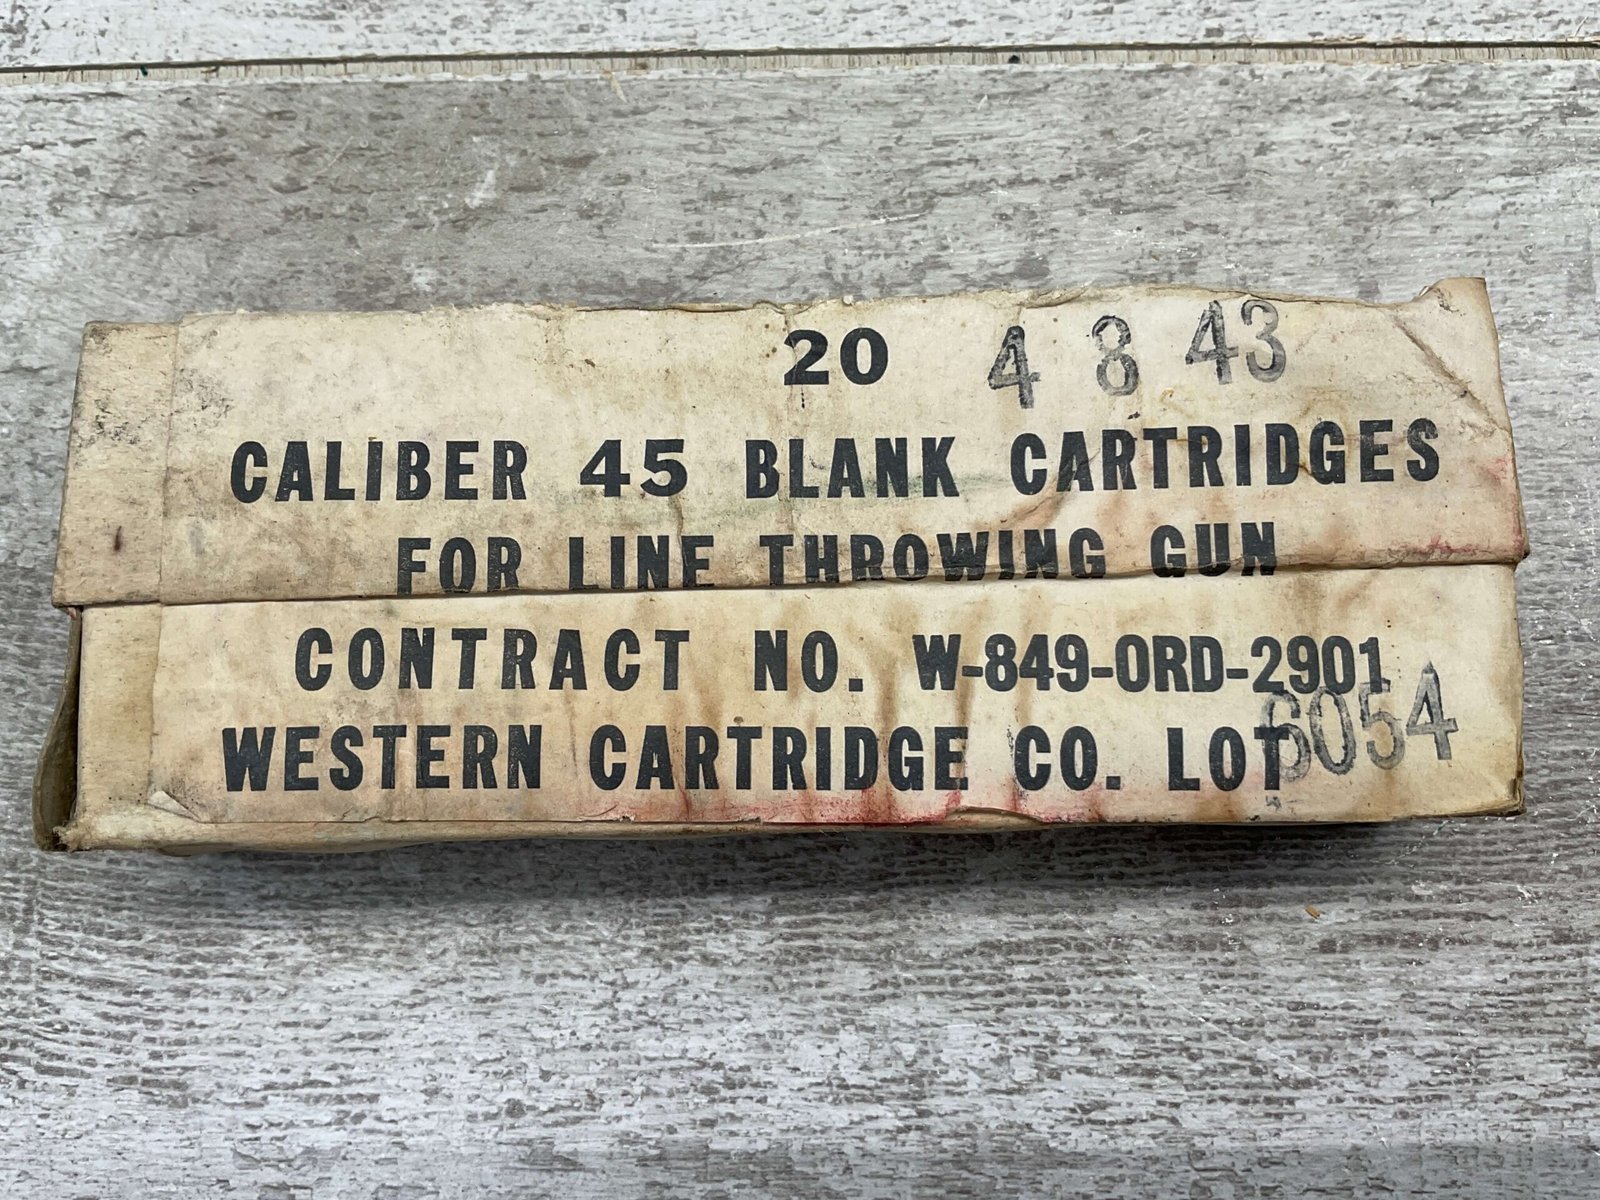 20 4 8 43
CALIBER 45 BLANK CARTRIDGES
FOR LINE THROWING GUN
CONTRACT NO. W-849-ORD-2901
WESTERN CARTRIDGE CO. LOT 6054